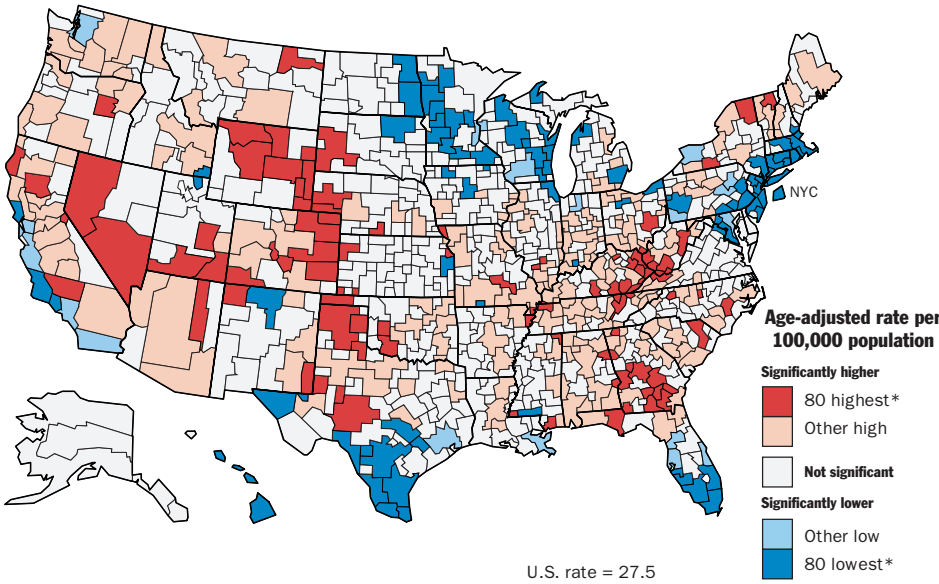 NYC
Age-adjusted rate per
100,000 population
Significantly higher
80 highest*
Other high
Not significant
Significantly lower
Other low
80 lowest*
U.S. rate = 27.5